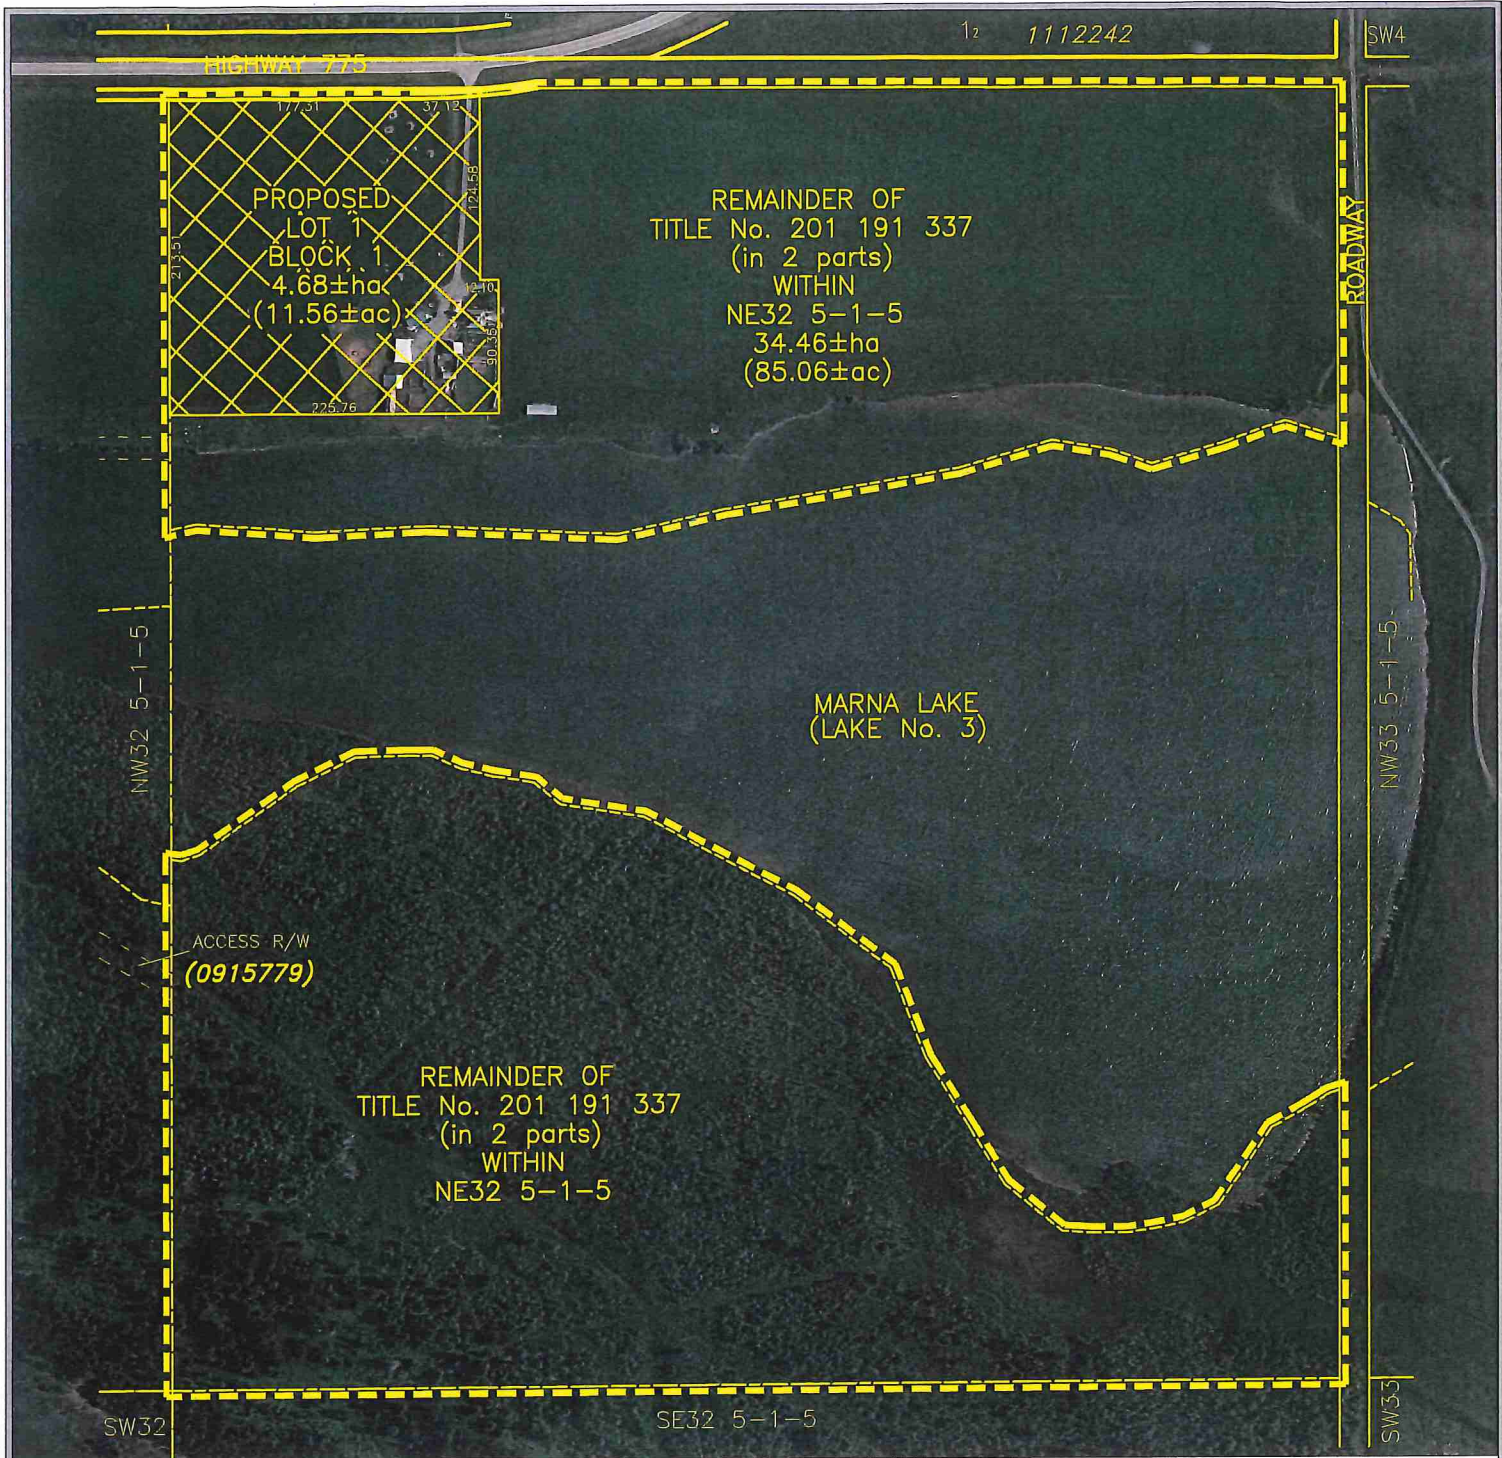 1112242
SW4
HIGHWAY 775
177.31
37.12
PROPOSED
LOT 1
BLOCK 1
4.68±ha
(11.56±ac)
213.51
124.58
12.10
90.35
225.76
REMAINDER OF
TITLE No. 201 191 337
(in 2 parts)
WITHIN
NE32 5-1-5
34.46±ha
(85.06±ac)
ROADWAY
NW32 5-1-5
MARNA LAKE
(LAKE No. 3)
NW33 5-1-5
ACCESS R/W
(0915779)
REMAINDER OF
TITLE No. 201 191 337
(in 2 parts)
WITHIN
NE32 5-1-5
SW32
SE32 5-1-5
SW33